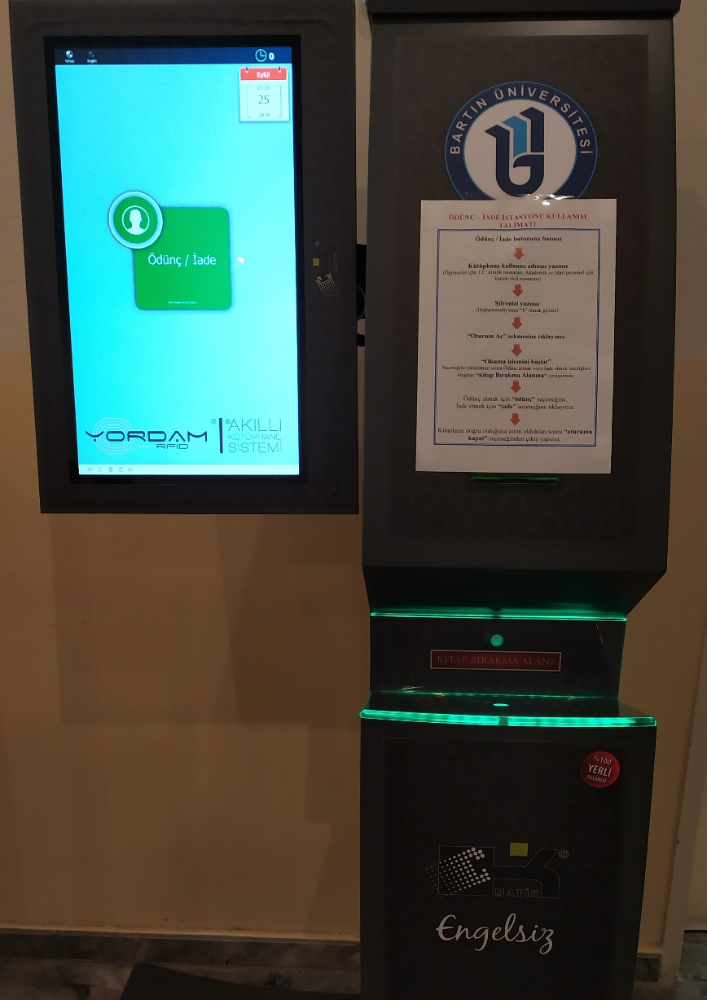 Türkçe English
0
Eylül
15:26
25
2019
Ödünç / İade
YORDAM®
RFID
®AKILLI
KÜTÜPHANE
SİSTEMİ
BARTIN ÜNİVERSİTESİ
ÖDÜNÇ – İADE İSTASYONU KULLANIM
TALİMATI
Ödünç / İade butonuna basınız
Kütüphane kullanıcı adınızı yazınız
(Öğrenciler için T.C. kimlik numarası, Akademik ve İdari personel için
kurum sicil numarası)
Şifrenizi yazınız
(Değiştirmediyseniz "1" olarak giriniz)
"Oturum Aç" sekmesine tıklayınız.
"Okuma işlemini başlat"
Seçeneğine tıkladıktan sonra Ödünç almak veya İade etmek istediğiniz
kitapları "Kitap Bırakma Alanına" yerleştiriniz.
Ödünç almak için "ödünç" seçeneğine,
İade etmek için "iade" seçeneğine tıklayınız.
Kitapların doğru olduğuna emin olduktan sonra "oturumu
kapat" seçeneğinden çıkış yapınız.
KİTAP BIRAKMA ALANI
%100
YERLİ
TASARIM
MATİK
®
Engelsiz